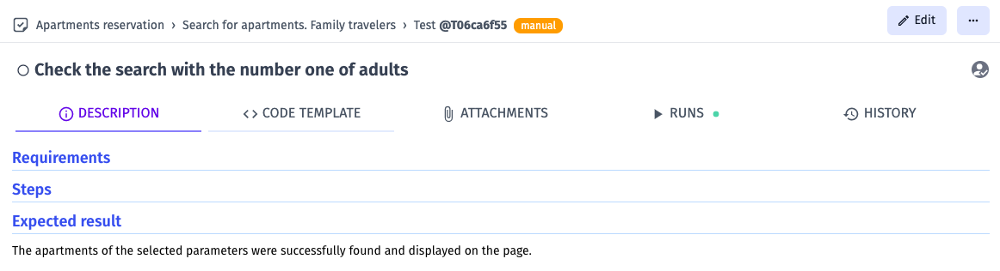 Apartments reservation › Search for apartments. Family travelers › Test @T06ca6f55 manual Edit ...
Check the search with the number one of adults
DESCRIPTION CODE TEMPLATE ATTACHMENTS RUNS HISTORY
Requirements
Steps
Expected result
The apartments of the selected parameters were successfully found and displayed on the page.